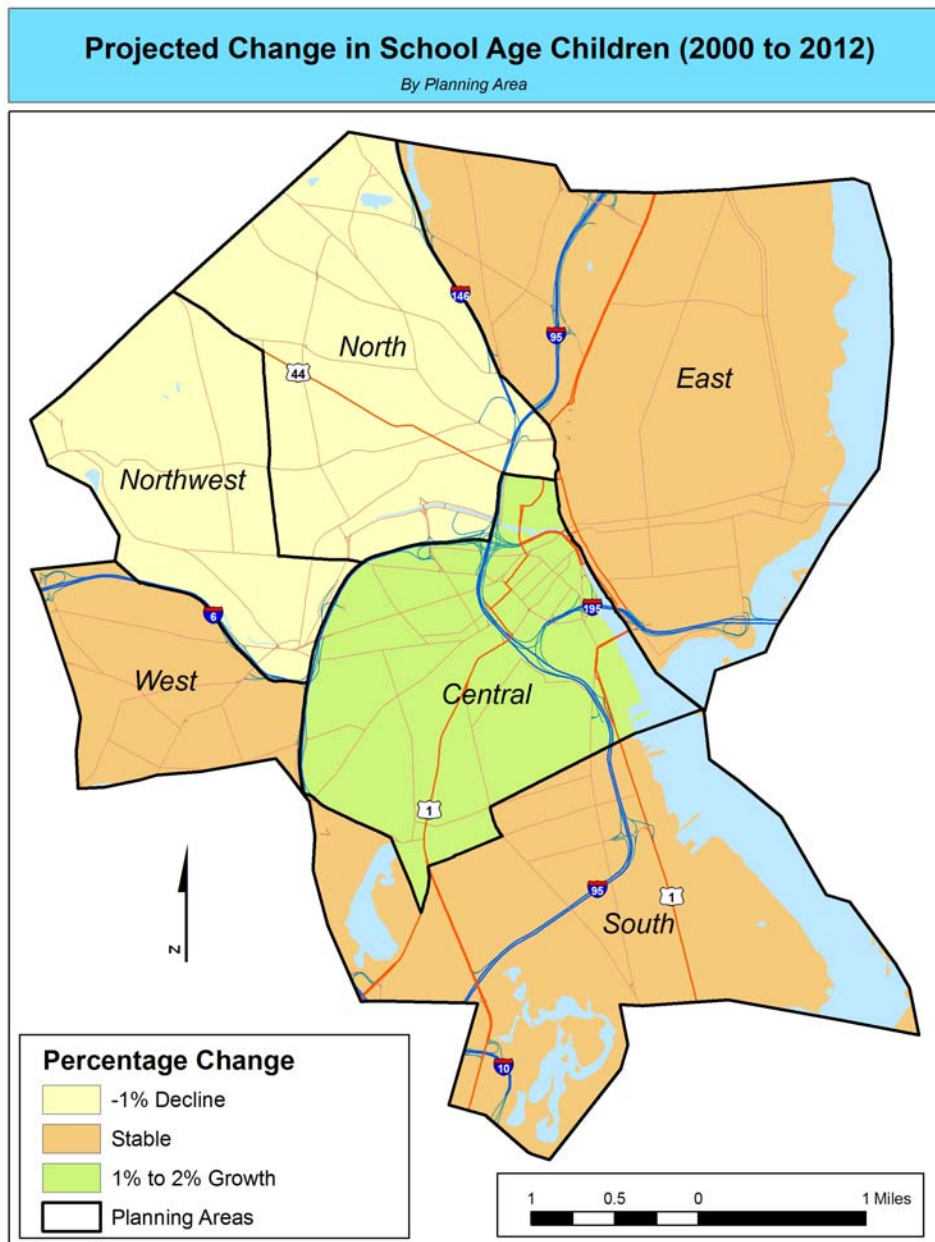 Projected Change in School Age Children (2000 to 2012)
By Planning Area
146
North
95
44
East
Northwest
195
6
West
Central
1
95
1
South
N
10
Percentage Change
-1% Decline
Stable
1% to 2% Growth
Planning Areas
1 0.5 0 1 Miles